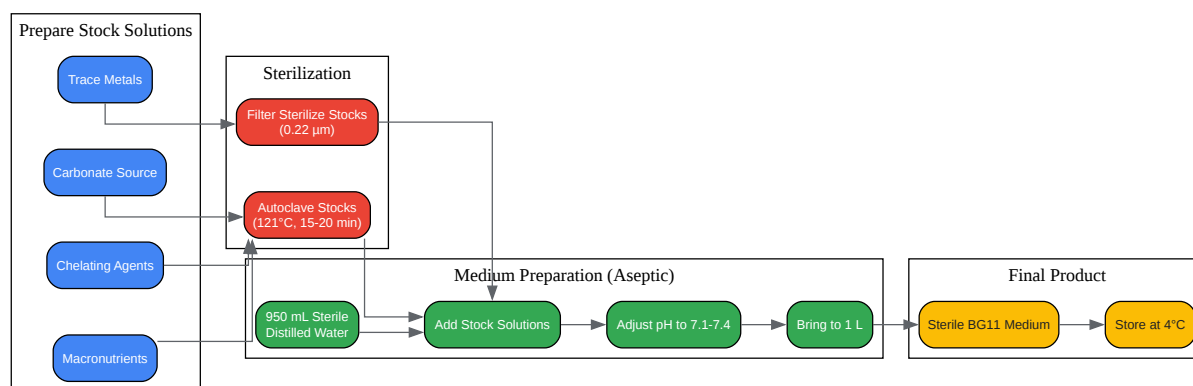 Prepare Stock Solutions
Trace Metals
Carbonate Source
Chelating Agents
Macronutrients
Sterilization
Filter Sterilize Stocks
(0.22 µm)
Autoclave Stocks
(121°C, 15-20 min)
Medium Preparation (Aseptic)
950 mL Sterile
Distilled Water
Add Stock Solutions
Adjust pH to 7.1-7.4
Bring to 1 L
Final Product
Sterile BG11 Medium
Store at 4°C